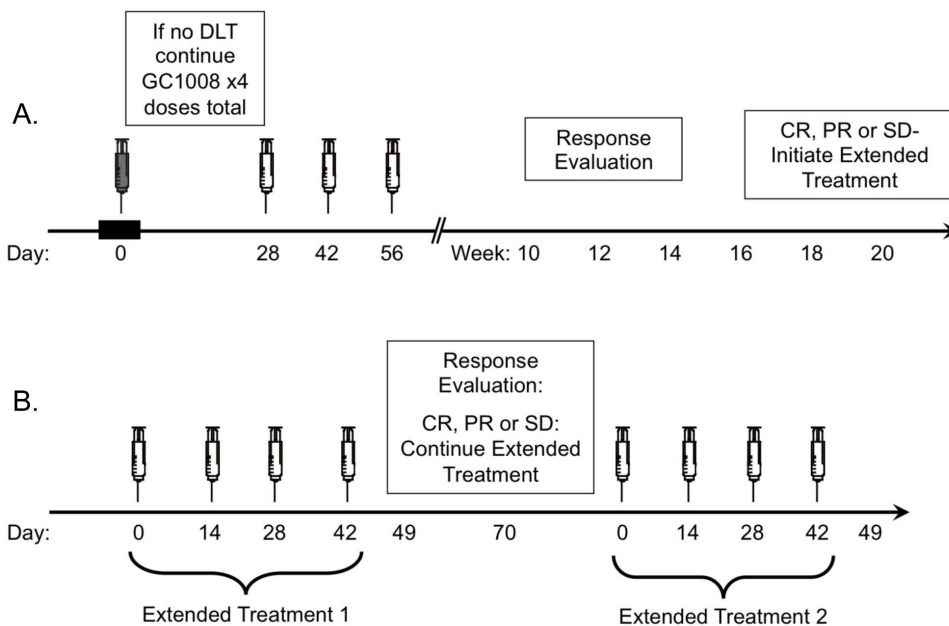 If no DLT
continue
GC1008 x4
doses total
A.
Response
Evaluation
CR, PR or SD-
Initiate Extended
Treatment
Day: 0 28 42 56 Week: 10 12 14 16 18 20
Response
Evaluation:
CR, PR or SD:
Continue Extended
Treatment
B.
Day: 0 14 28 42 49 70 0 14 28 42 49
Extended Treatment 1 Extended Treatment 2